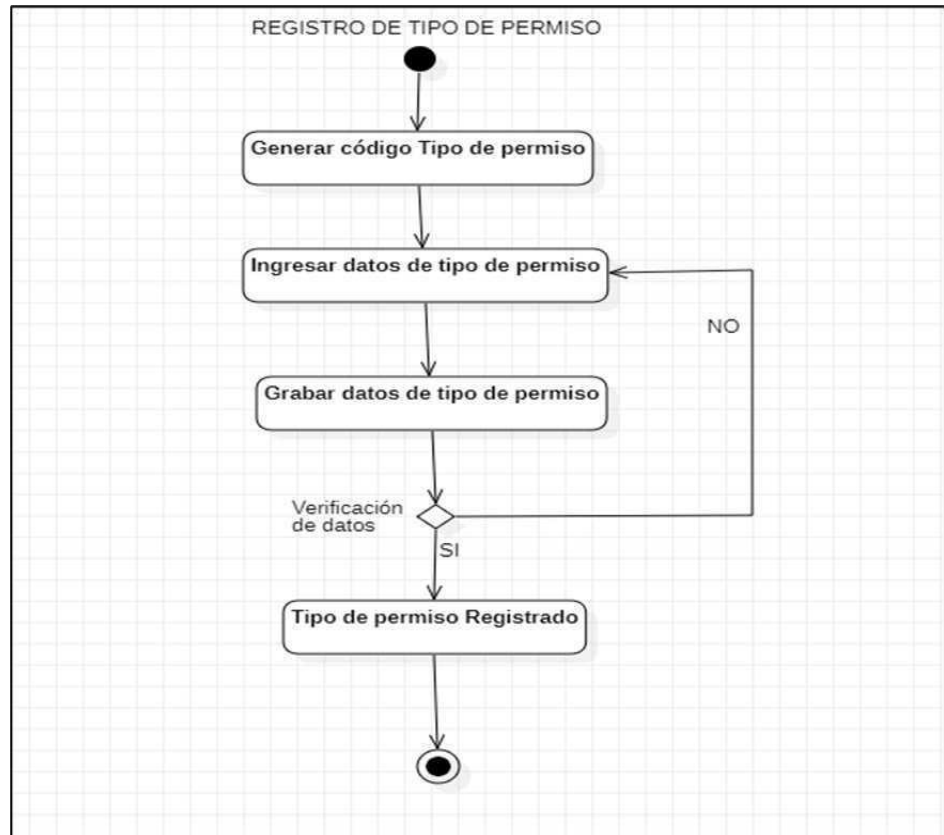 REGISTRO DE TIPO DE PERMISO
Generar código Tipo de permiso
Ingresar datos de tipo de permiso
NO
Grabar datos de tipo de permiso
Verificación
de datos
SI
Tipo de permiso Registrado